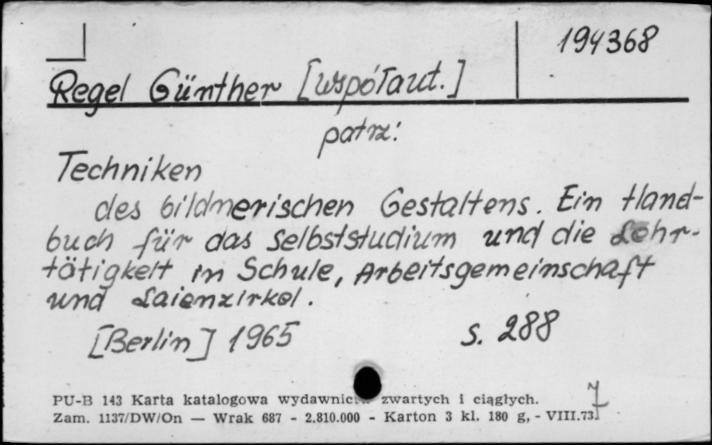 194368
Regel Günther [współaut.]
patrz:
Techniken
des bildnerischen Gestaltens. Ein Hand-
buch für das Selbststudium und die Lehr-
tätigkeit in Schule, Arbeitsgemeinschaft
und Laienzirkel.
[Berlin] 1965 s. 288
PU-B 143 Karta katalogowa wydawnictw zwartych i ciągłych.
Zam. 1137/DW/On — Wrak 687 - 2.810.000 - Karton 3 kl. 180 g, - VIII.73